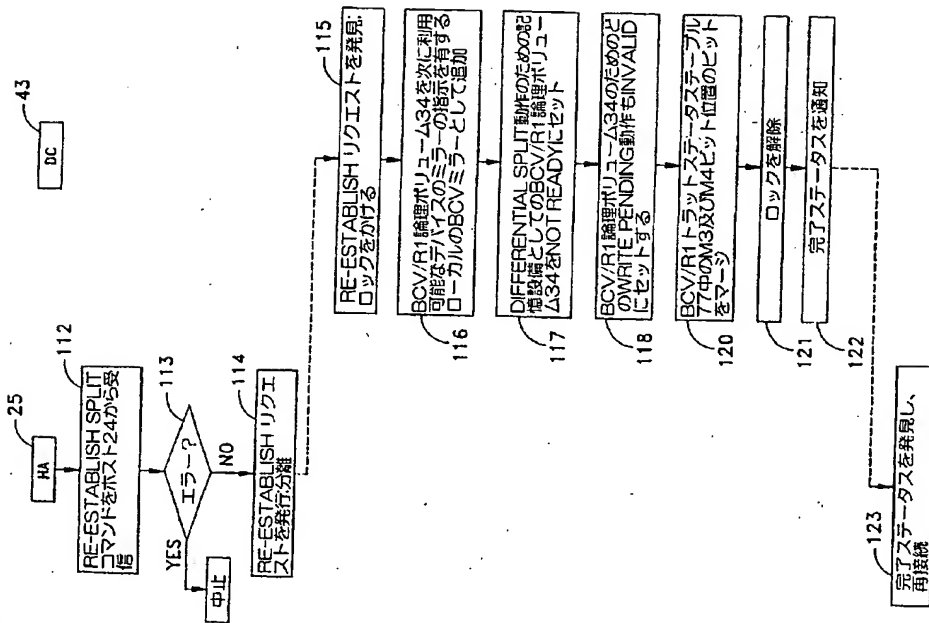 25
HA
112
RE-ESTABLISH SPLIT
コマンドをホスト24から受
信
113
エラー?
YES
NO
中止
114
RE-ESTABLISH リクエ
ストを発行;分離
43
DC
115
RE-ESTABLISH リクエストを発見;
ロックをかける
116
BCV/R1論理ボリューム34を次に利用
可能なデバイスのミラーの指示を有する
ローカルのBCVミラーとして追加
117
DIFFERENTIAL SPLIT動作のための記
憶設備としてのBCV/R1論理ボリュー
ム34をNOT READYにセット
118
BCV/R1論理ボリューム34のためのど
のWRITE PENDING動作もINVALID
にセットする
120
BCV/R1トラットステータステーブル
77中のM3及びM4ビット位置のビット
をマージ
121
ロックを解除
122
完了ステータスを通知
123
完了ステータスを発見し、
再接続